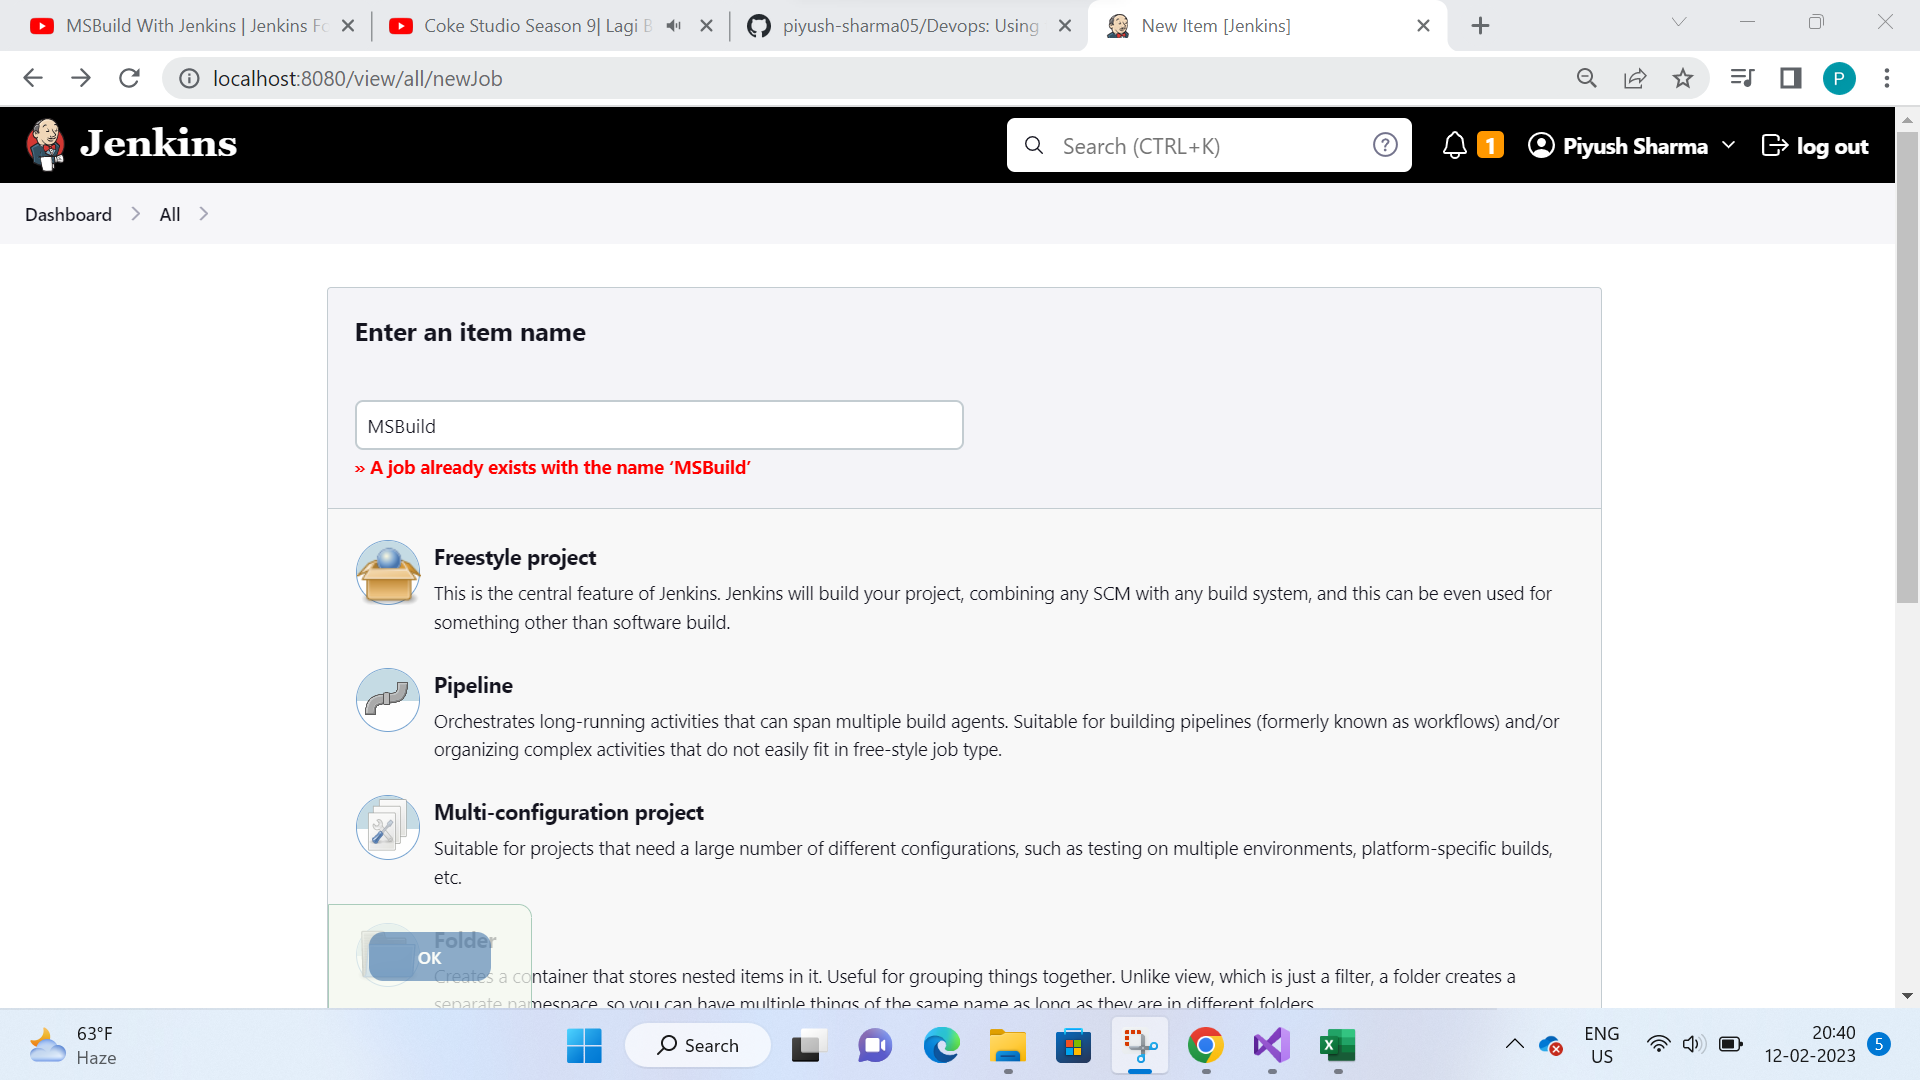 MSBuild With Jenkins | Jenkins Fo
Coke Studio Season 9| Lagi B
piyush-sharma05/Devops: Using
New Item [Jenkins]
localhost:8080/view/all/newJob
P
Jenkins
Search (CTRL+K)
?
1
Piyush Sharma
log out
Dashboard
All
Enter an item name
MSBuild
» A job already exists with the name ‘MSBuild’
Freestyle project
This is the central feature of Jenkins. Jenkins will build your project, combining any SCM with any build system, and this can be even used for
something other than software build.
Pipeline
Orchestrates long-running activities that can span multiple build agents. Suitable for building pipelines (formerly known as workflows) and/or
organizing complex activities that do not easily fit in free-style job type.
Multi-configuration project
Suitable for projects that need a large number of different configurations, such as testing on multiple environments, platform-specific builds,
etc.
Folder
OK
Creates a container that stores nested items in it. Useful for grouping things together. Unlike view, which is just a filter, a folder creates a
separate namespace, so you can have multiple things of the same name as long as they are in different folders.
63°F
Haze
Search
ENG
US
20:40
12-02-2023
5